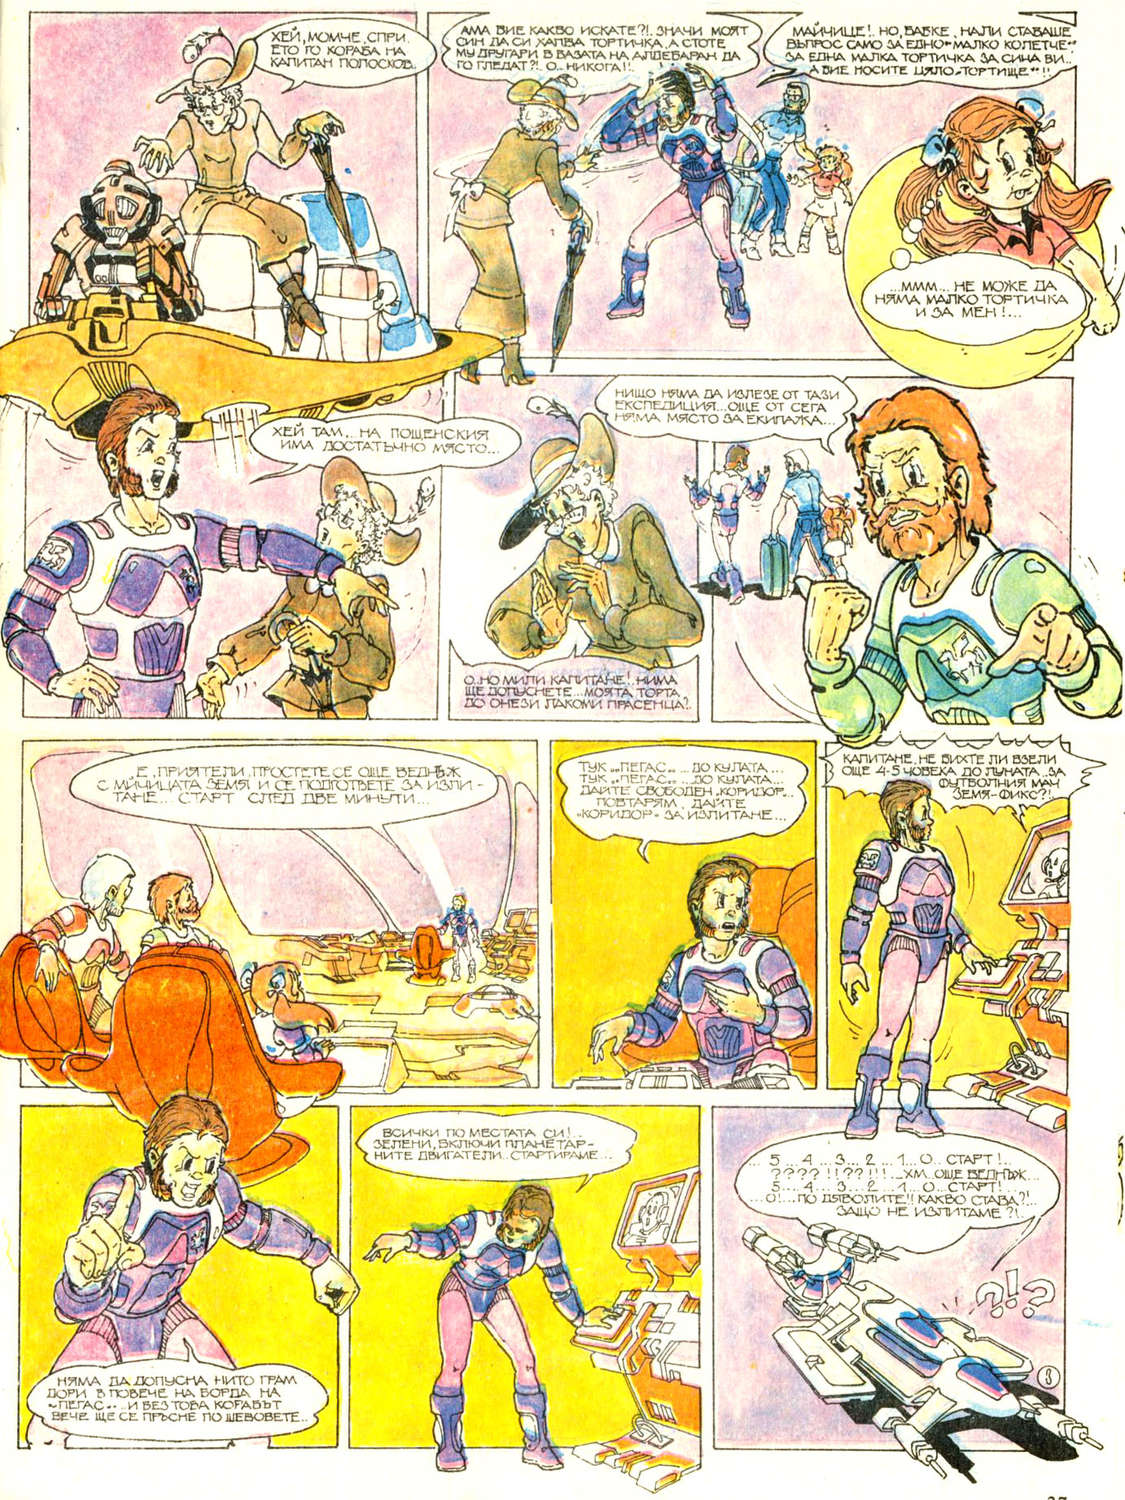 ХЕЙ, МОМЧЕ, СПРИ,
ЕТО ГО КОРАБА НА
КАПИТАН ПОЛОСКОВ.
АМА ВИЕ КАКВО ИСКАТЕ?!. ЗНАЧИ МОЯТ
СИН ДА СИ ХАПВА ТОРТИЧКА, А СТОТЕ
МУ ДРУГАРИ В БАЗАТА НА АЛДЕБАРАН ДА
ГО ГЛЕДАТ?!. О.. НИКОГА!!.
МАЙЧИЦЕ!. НО, БАБКЕ, НАЛИ СТАВАШЕ
ВЪПРОС САМО ЗА ЕДНО "МАЛКО КОЛЕТЧЕ",
ЗА ЕДНА МАЛКА ТОРТИЧКА ЗА СИНА ВИ..
А ВИЕ НОСИТЕ ЦЯЛО "ТОРТИЩЕ"!!.
...МММ... НЕ МОЖЕ ДА
НЯМА МАЛКО ТОРТИЧКА
И ЗА МЕН!...
ХЕЙ ТАМ... НА ПОЩЕНСКИЯ
ИМА ДОСТАТЪЧНО МЯСТО...
О..НО МИЛИ КАПИТАНЕ!. НИМА
ЩЕ ДОПУСНЕТЕ...МОЯТА ТОРТА
ДО ОНЕЗИ ЛАКОМИ ПРАСЕНЦА?.
НИЩО НЯМА ДА ИЗЛЕЗЕ ОТ ТАЗИ
ЕКСПЕДИЦИЯ...ОЩЕ ОТ СЕГА
НЯМА МЯСТО ЗА ЕКИПАЖА...
..Е, ПРИЯТЕЛИ, ПРОСТЕТЕ СЕ ОЩЕ ВЕДНЪЖ
С МИЧИЦАТА ЗЕМЯ И СЕ ПОДГОТВЕТЕ ЗА ИЗЛИ-
ТАНЕ... СТАРТ СЛЕД ДВЕ МИНУТИ...
ТУК „ПЕГАС"... ДО КУЛАТА...
ТУК „ПЕГАС"... ДО КУЛАТА...
ДАЙТЕ СВОБОДЕН „КОРИДОР"...
ПОВТАРЯМ, ДАЙТЕ
"КОРИДОР" ЗА ИЗЛИТАНЕ...
КАПИТАНЕ, НЕ БИХТЕ ЛИ ВЗЕЛИ
ОЩЕ 4-5 ЧОВЕКА ДО ЛУНАТА..ЗА
ФУТБОЛНИЯ МАЧ
ЗЕМЯ-ФИКС?!
НЯМА ДА ДОПУСНА НИТО ГРАМ
ДОРИ В ПОВЕЧЕ НА БОРДА НА
"ПЕГАС"...И БЕЗ ТОВА КОРАБЪТ
ВЕЧЕ ЩЕ СЕ ПРЪСНЕ ПО ШЕВОВЕТЕ...
ВСИЧКИ ПО МЕСТАТА СИ!..
ЗЕЛЕНИ, ВКЛЮЧИ ПЛАНЕТАР-
НИТЕ ДВИГАТЕЛИ...СТАРТИРАМЕ...
... 5... 4... 3... 2... 1... 0... СТАРТ!..
???? !! ?? !!! ..ХМ, ОЩЕ ВЕДНЪЖ...
5... 4... 3... 2... 1... 0... СТАРТ!
...О!...ПО ДЯВОЛИТЕ!! КАКВО СТАВА?!.
ЗАЩО НЕ ИЗЛИТАМЕ ?!.
?!?
3